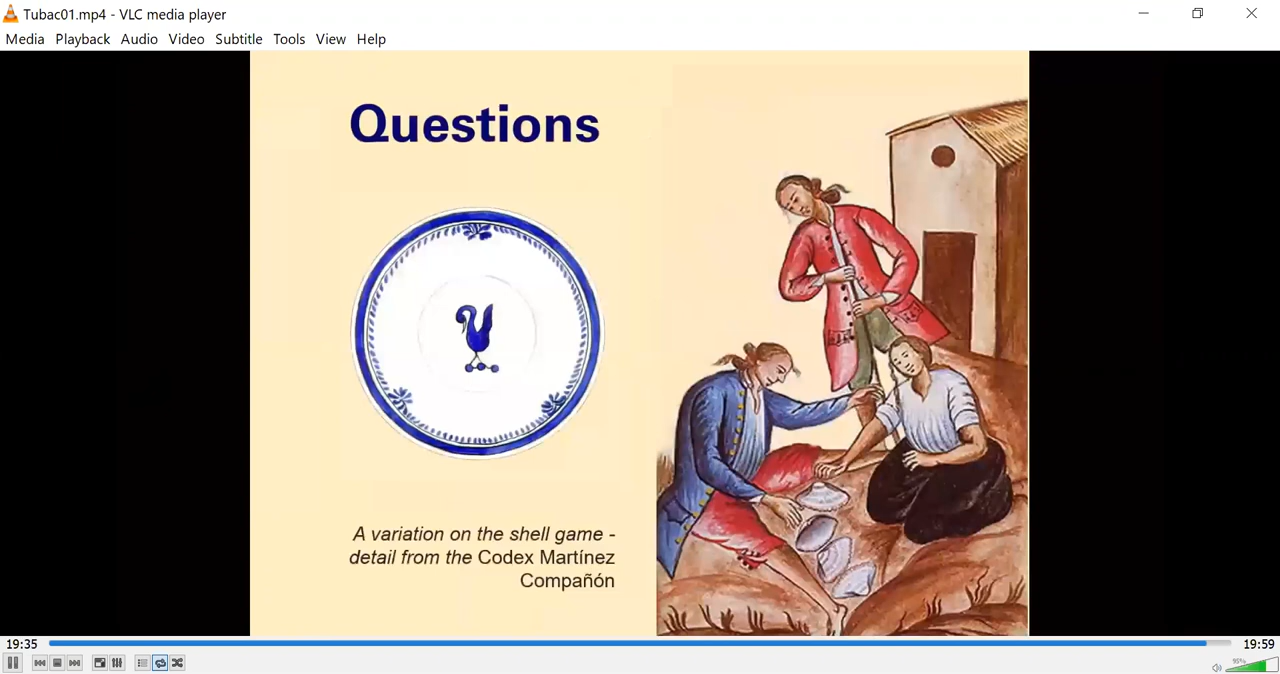 Tubac01.mp4 - VLC media player
Media Playback Audio Video Subtitle Tools View Help
Questions
A variation on the shell game -
detail from the Codex Martínez
Compañón
19:35
19:59
95%